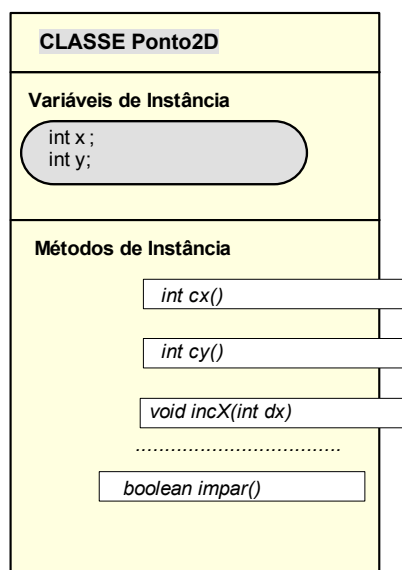 CLASSE Ponto2D
Variáveis de Instância
int x ;
int y;
Métodos de Instância
int cx()
int cy()
void incX(int dx)
...................................
boolean impar()